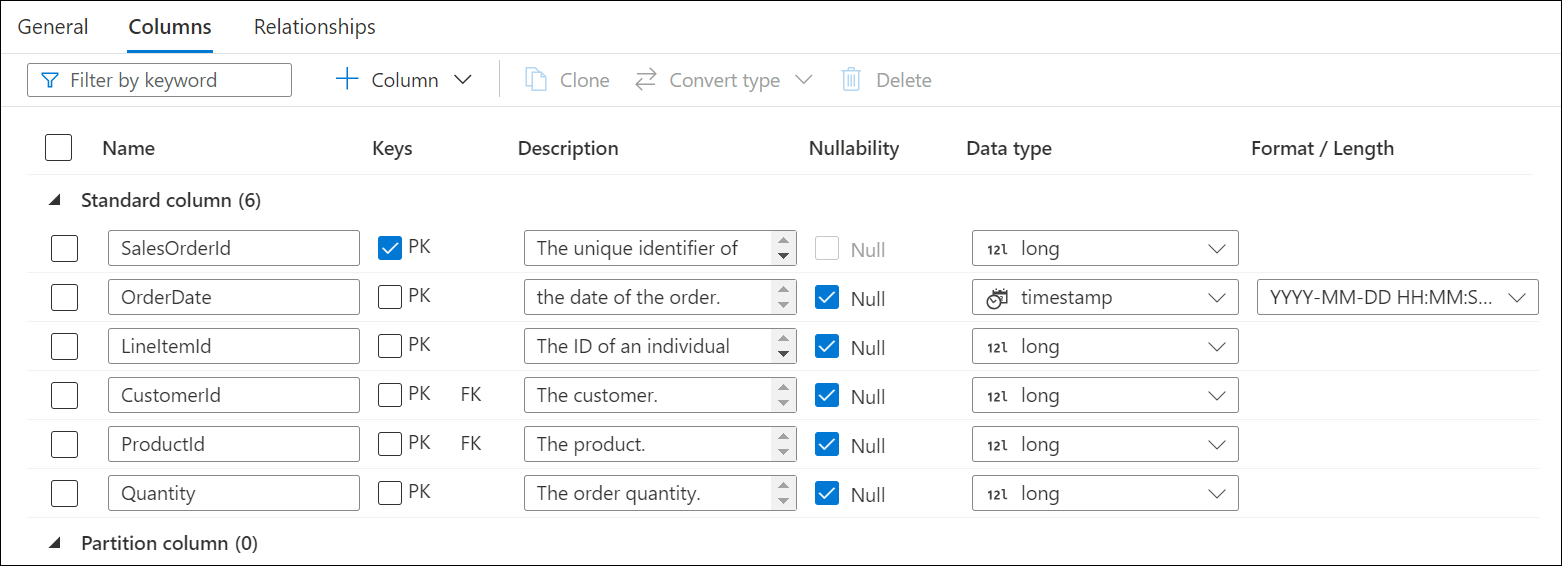 General Columns Relationships
Filter by keyword Column Clone Convert type Delete
Name Keys Description Nullability Data type Format / Length
Standard column (6)
SalesOrderId PK The unique identifier of Null 12l long
OrderDate PK the date of the order. Null timestamp YYYY-MM-DD HH:MM:S...
LineItemId PK The ID of an individual Null 12l long
CustomerId PK FK The customer. Null 12l long
ProductId PK FK The product. Null 12l long
Quantity PK The order quantity. Null 12l long
Partition column (0)